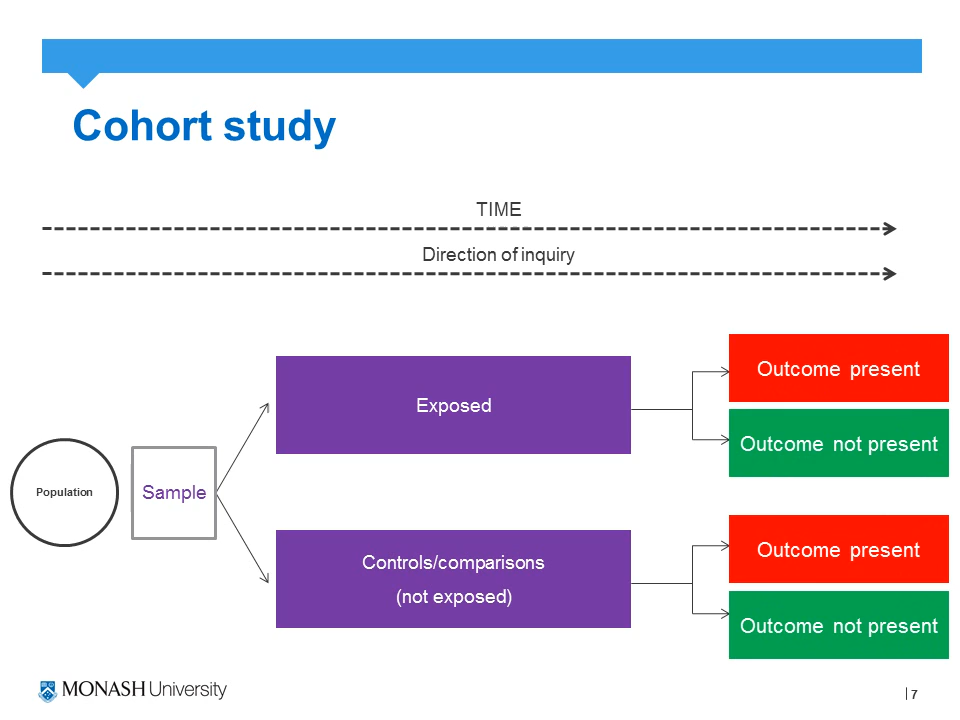 Cohort study
TIME
Direction of inquiry
Exposed
Outcome present
Outcome not present
Population
Sample
Controls/comparisons
(not exposed)
Outcome present
Outcome not present
MONASH University
7